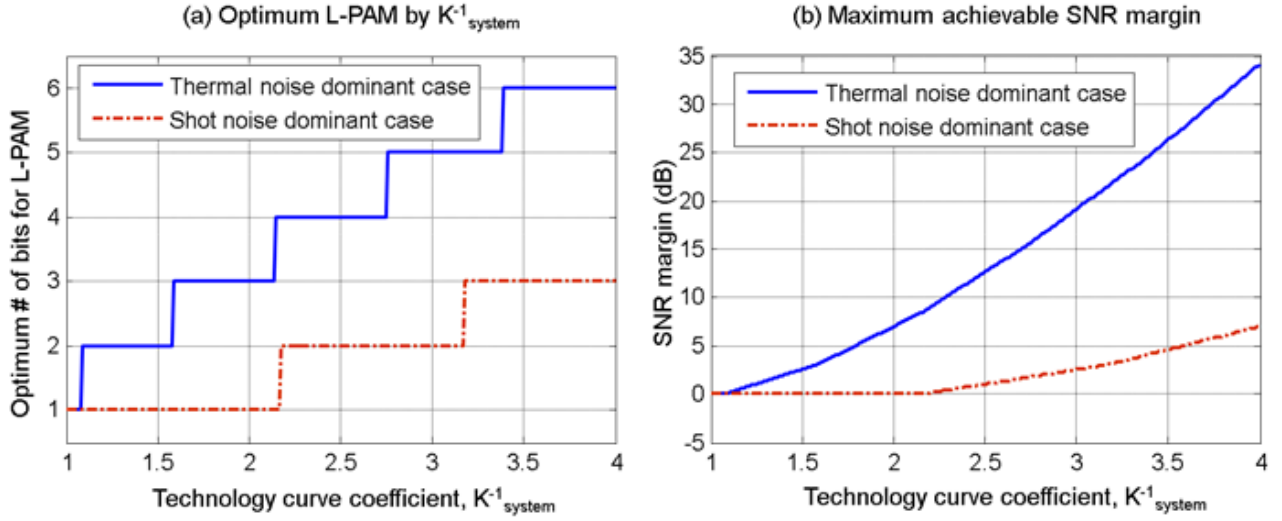 (a) Optimum L-PAM by K⁻¹system
Optimum # of bits for L-PAM
6
5
4
3
2
1
Thermal noise dominant case
Shot noise dominant case
1 1.5 2 2.5 3 3.5 4
Technology curve coefficient, K⁻¹system
(b) Maximum achievable SNR margin
SNR margin (dB)
35
30
25
20
15
10
5
0
-5
Thermal noise dominant case
Shot noise dominant case
1 1.5 2 2.5 3 3.5 4
Technology curve coefficient, K⁻¹system